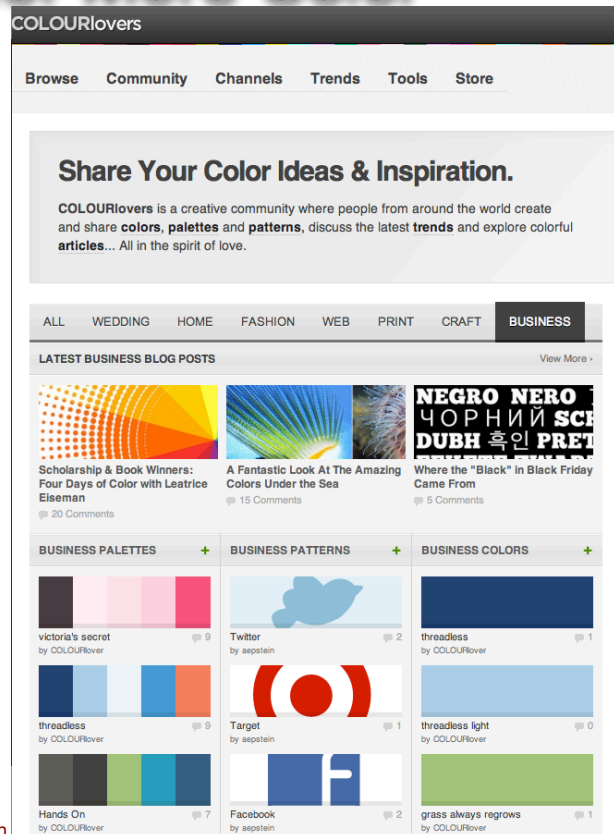 COLOURlovers
Browse Community Channels Trends Tools Store
Share Your Color Ideas & Inspiration.
COLOURlovers is a creative community where people from around the world create
and share colors, palettes and patterns, discuss the latest trends and explore colorful
articles... All in the spirit of love.
ALL WEDDING HOME FASHION WEB PRINT CRAFT BUSINESS
LATEST BUSINESS BLOG POSTS View More ›
NEGRO NERO
ЧОРНИЙ SCH
DUBH 흑인 PRET
Scholarship & Book Winners:
Four Days of Color with Leatrice
Eiseman
20 Comments
A Fantastic Look At The Amazing
Colors Under the Sea
15 Comments
Where the "Black" in Black Friday
Came From
5 Comments
BUSINESS PALETTES + BUSINESS PATTERNS + BUSINESS COLORS +
victoria's secret 9
by COLOURlover
Twitter 2
by aepstein
threadless 1
by COLOURlover
threadless 9
by COLOURlover
Target 1
by aepstein
threadless light 0
by COLOURlover
Hands On 7
by COLOURlover
Facebook 2
by aepstein
grass always regrows 1
by COLOURlover